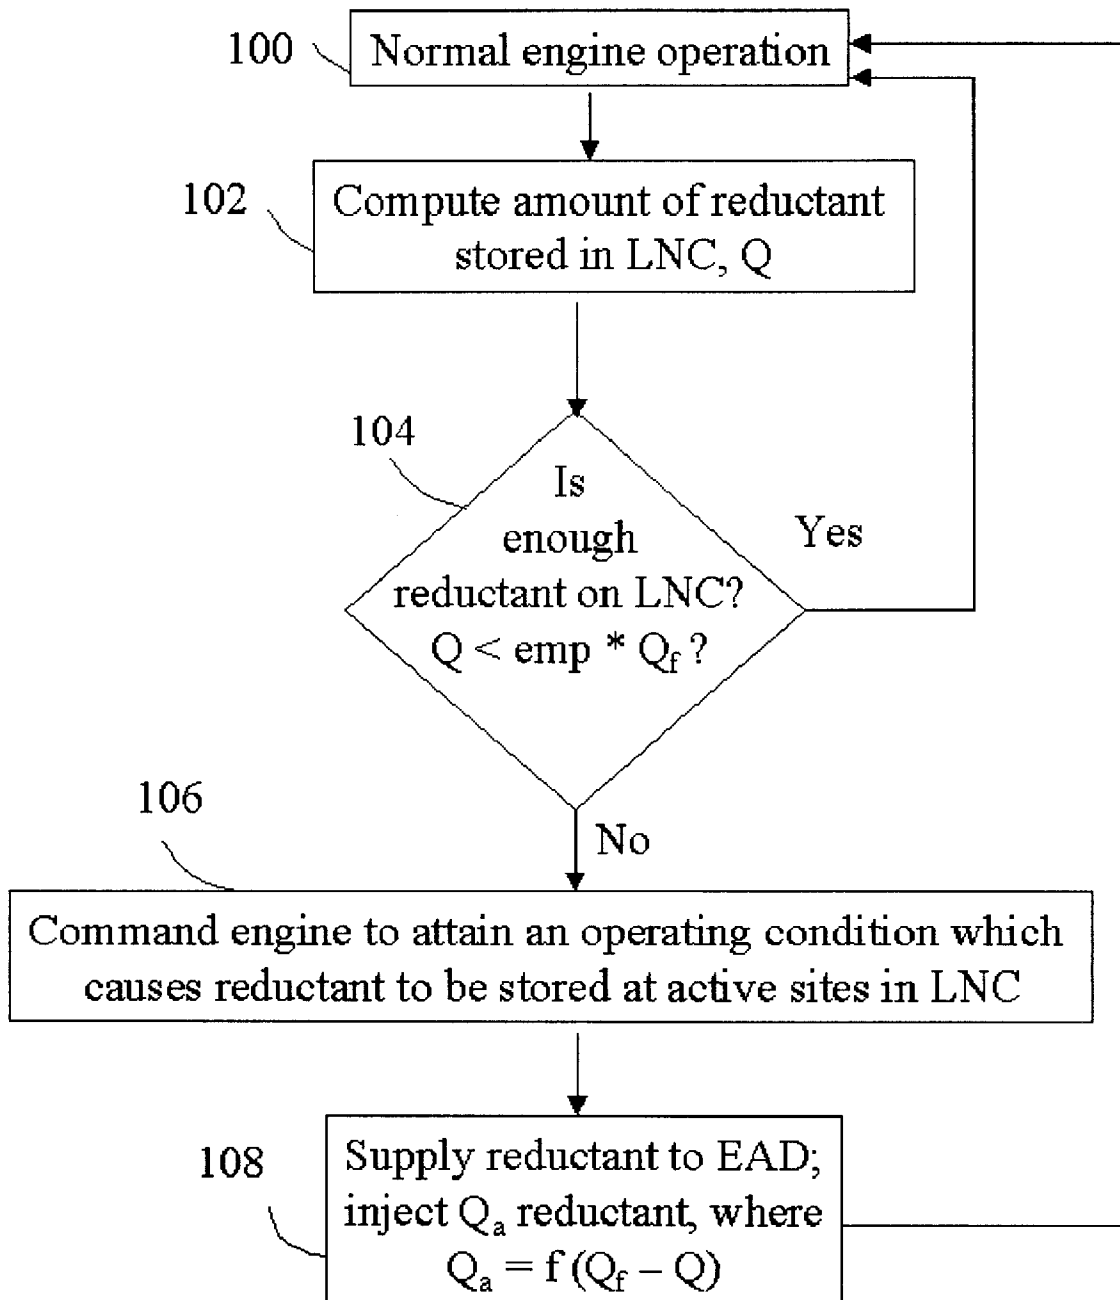 100
Normal engine operation
102
Compute amount of reductant
stored in LNC, Q
104
Is
enough
reductant on LNC?
Q < emp * Qf ?
Yes
No
106
Command engine to attain an operating condition which
causes reductant to be stored at active sites in LNC
108
Supply reductant to EAD;
inject Qa reductant, where
Qa = f (Qf – Q)